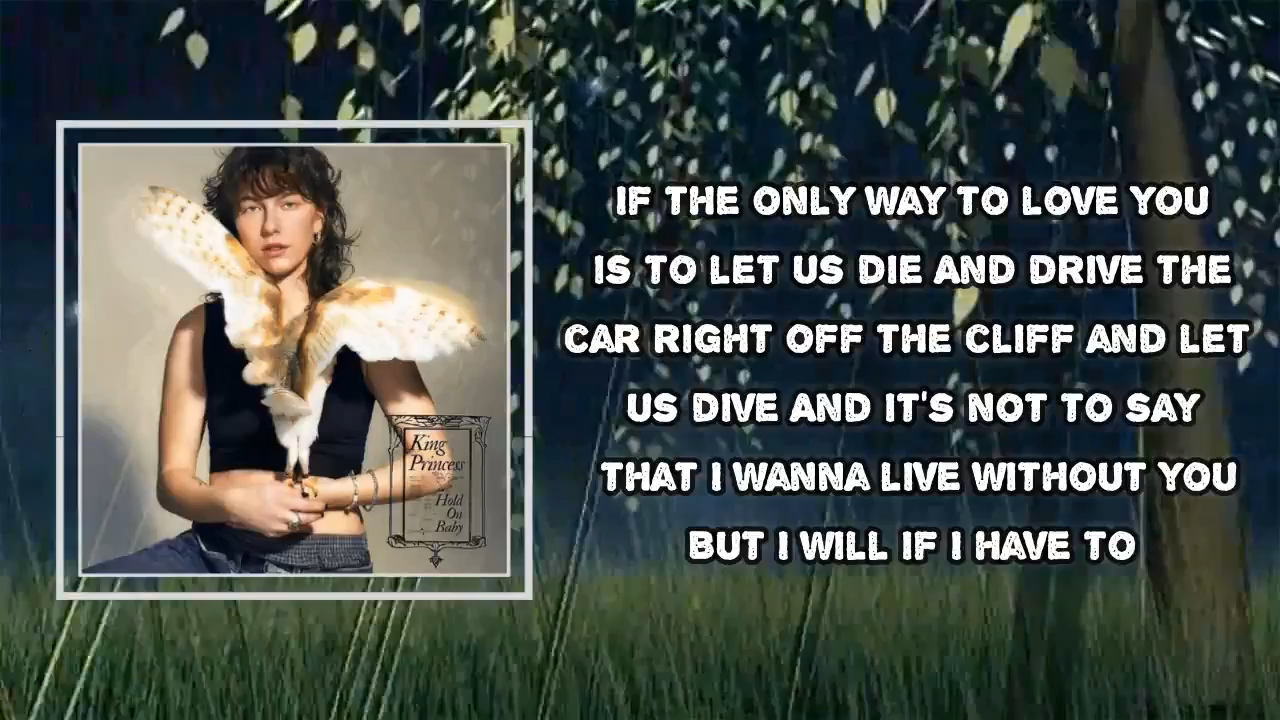 King
Princess
Hold
On
Baby
IF THE ONLY WAY TO LOVE YOU
IS TO LET US DIE AND DRIVE THE
CAR RIGHT OFF THE CLIFF AND LET
US DIVE AND IT'S NOT TO SAY
THAT I WANNA LIVE WITHOUT YOU
BUT I WILL IF I HAVE TO